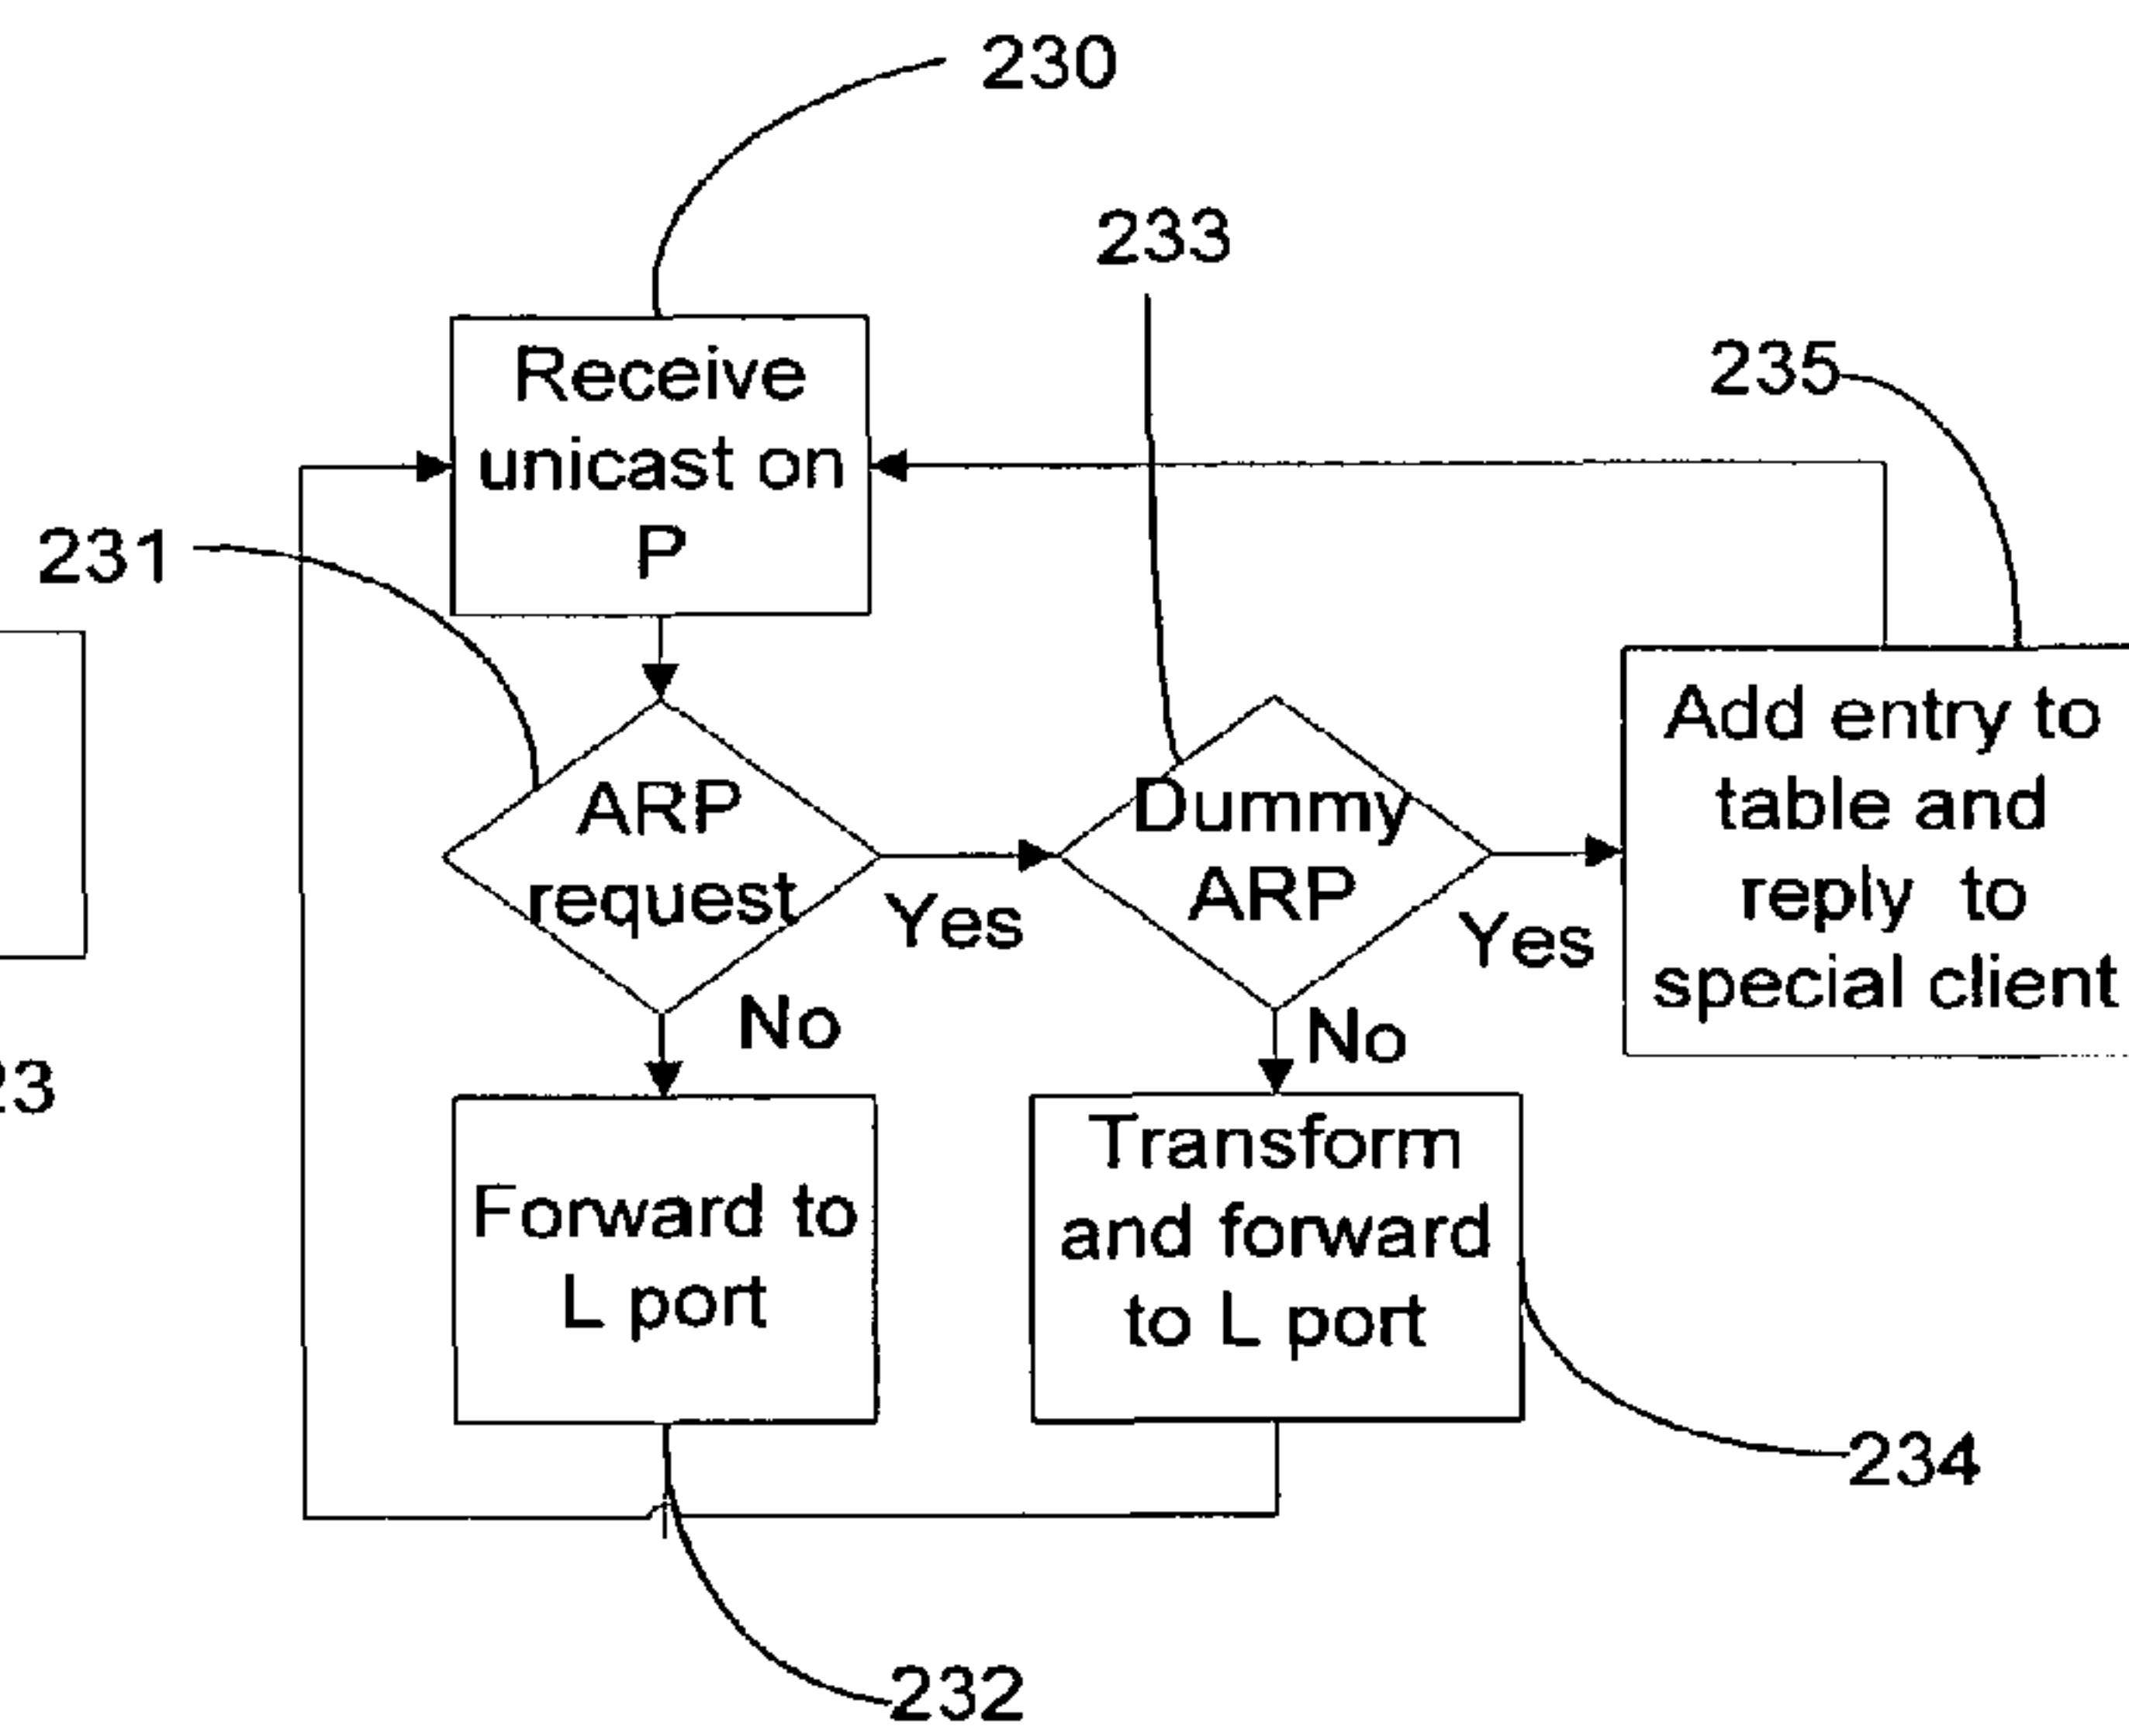 230
233
235
Receive
unicast on
P
231
Add entry to
table and
reply to
special client
ARP
request
Yes
Dummy
ARP
Yes
No
No
23
Forward to
L port
Transform
and forward
to L port
234
232